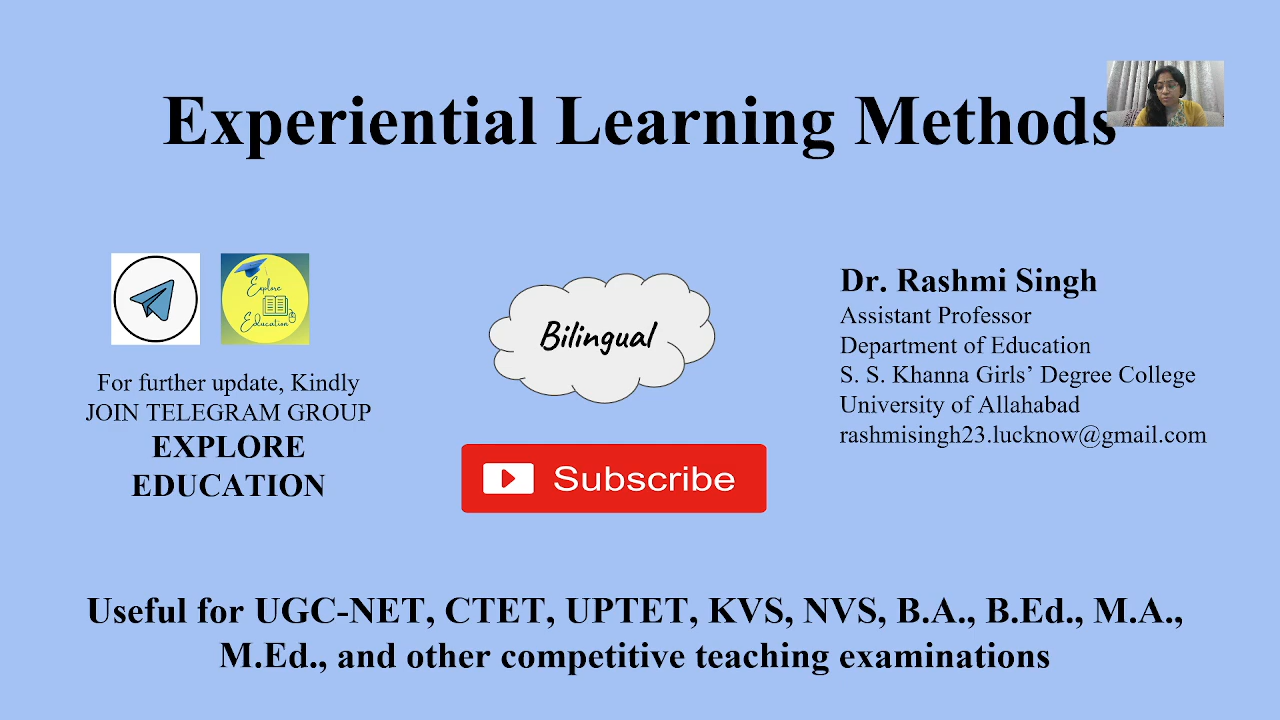 Experiential Learning Methods
Explore
Education
For further update, Kindly
JOIN TELEGRAM GROUP
EXPLORE
EDUCATION
Bilingual
Subscribe
Dr. Rashmi Singh
Assistant Professor
Department of Education
S. S. Khanna Girls’ Degree College
University of Allahabad
rashmisingh23.lucknow@gmail.com
Useful for UGC-NET, CTET, UPTET, KVS, NVS, B.A., B.Ed., M.A.,
M.Ed., and other competitive teaching examinations